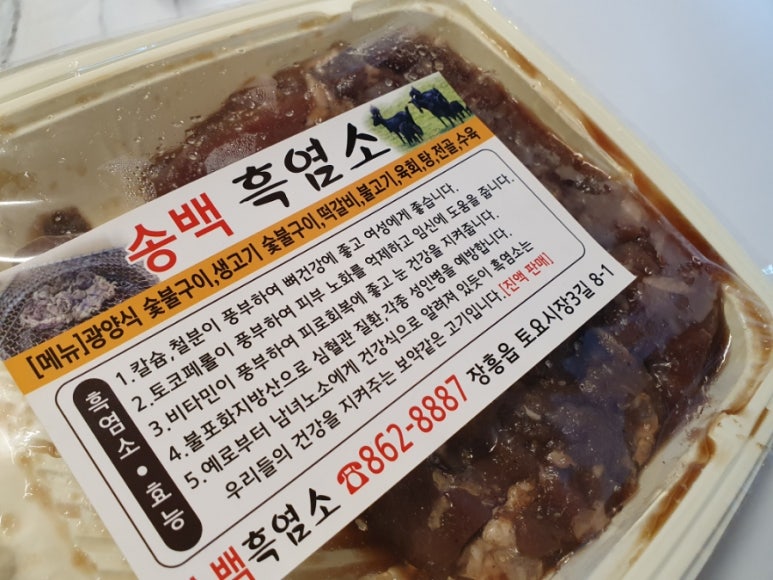 송백 흑염소
[메뉴]광양식 숯불구이,생고기 숯불구이,떡갈비,불고기,육회,탕,전골,수육
흑염소•효능
1.칼슘,철분이 풍부하여 뼈건강에 좋고 여성에게 좋습니다.
2.토코페롤이 풍부하여 피부 노화를 억제하고 임신에 도움을 줍니다.
3.비타민이 풍부하여 피로회복에 좋고 눈 건강을 지켜줍니다.
4.불포화지방산으로 심혈관 질환,각종 성인병을 예방합니다.
5.예로부터 남녀노소에게 건강식으로 알려져 있듯이 흑염소는
우리들의 건강을 지켜주는 보약같은 고기입니다.[진액 판매]
백흑염소 ☎862-8887 장흥읍 토요시장3길 8-1